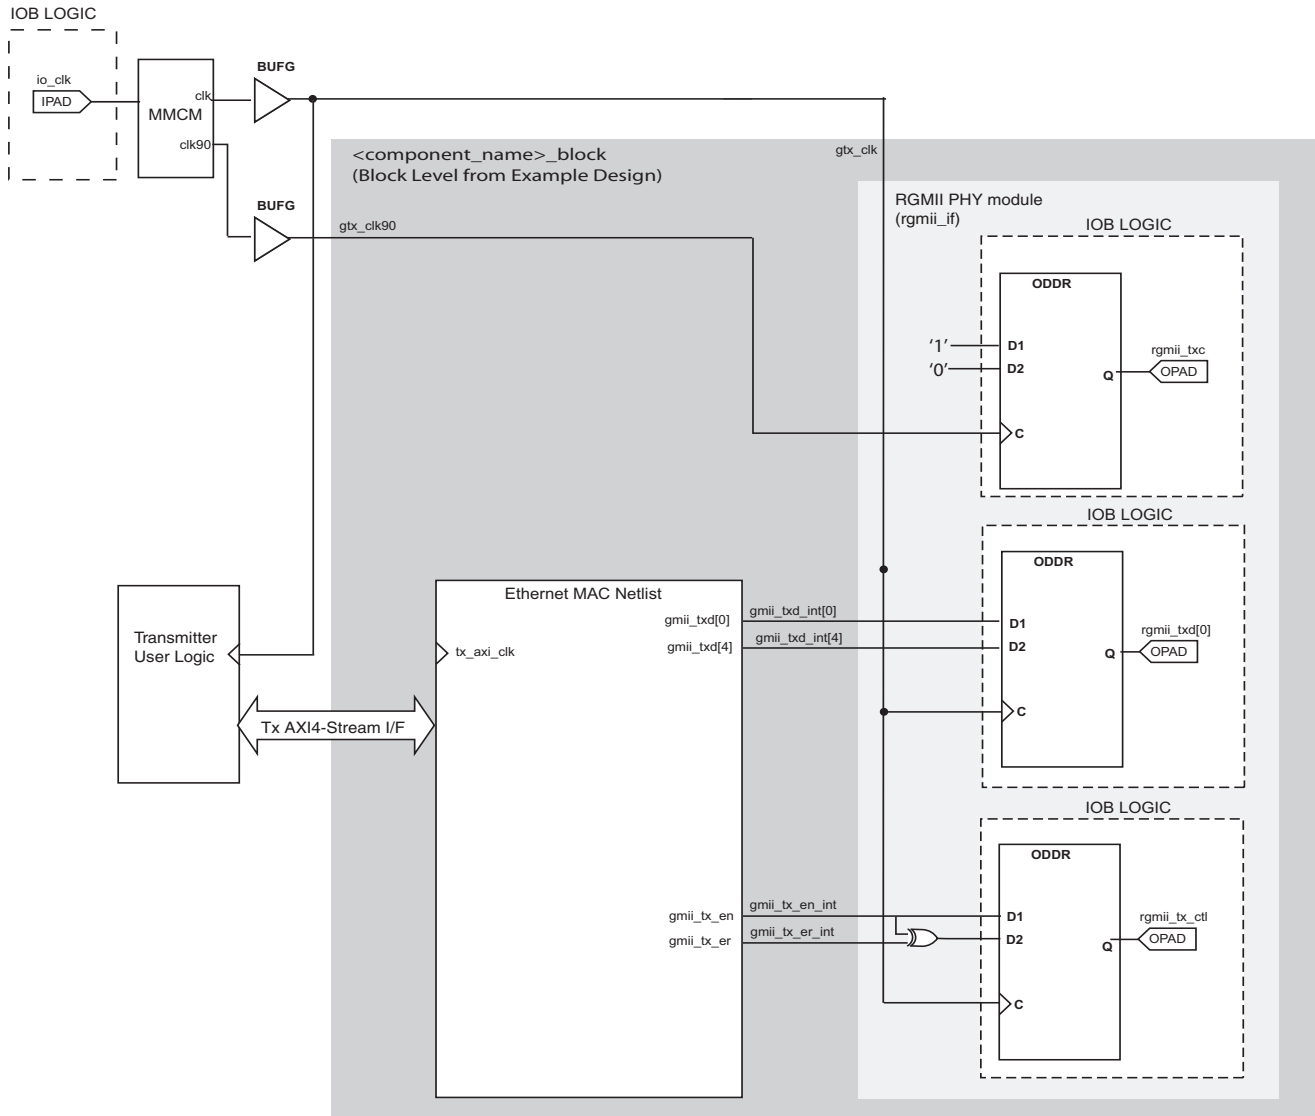 IOB LOGIC
io_clk
IPAD
MMCM
clk
clk90
BUFG
BUFG
gtx_clk90
<component_name>_block
(Block Level from Example Design)
gtx_clk
RGMII PHY module
(rgmii_if)
IOB LOGIC
ODDR
‘1’
D1
‘0’
D2
Q
C
rgmii_txc
OPAD
IOB LOGIC
ODDR
D1
D2
Q
C
rgmii_txd[0]
OPAD
Transmitter
User Logic
Tx AXI4-Stream I/F
Ethernet MAC Netlist
tx_axi_clk
gmii_txd[0]
gmii_txd[4]
gmii_txd_int[0]
gmii_txd_int[4]
gmii_tx_en
gmii_tx_er
gmii_tx_en_int
gmii_tx_er_int
IOB LOGIC
ODDR
D1
D2
Q
C
rgmii_tx_ctl
OPAD